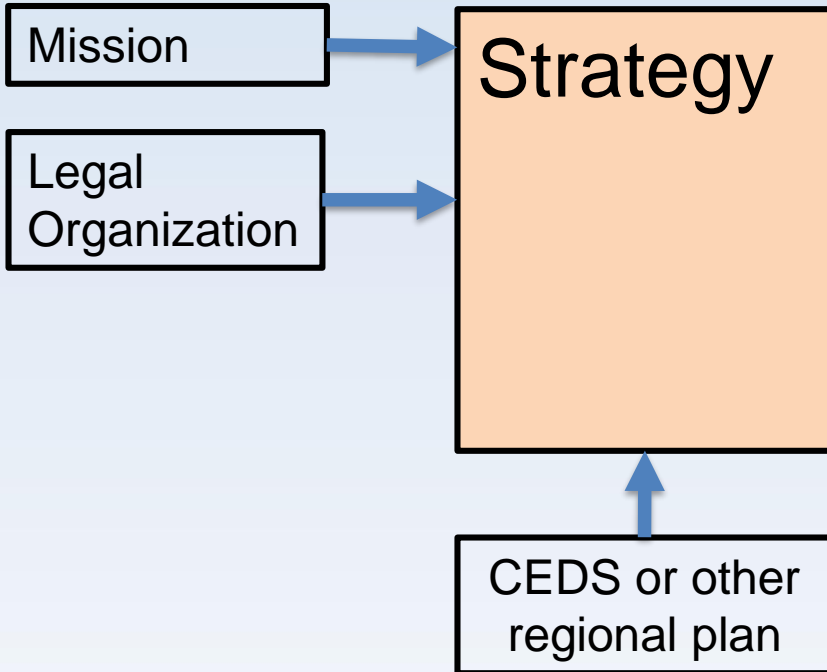 Mission
Strategy
Legal
Organization
CEDS or other
regional plan